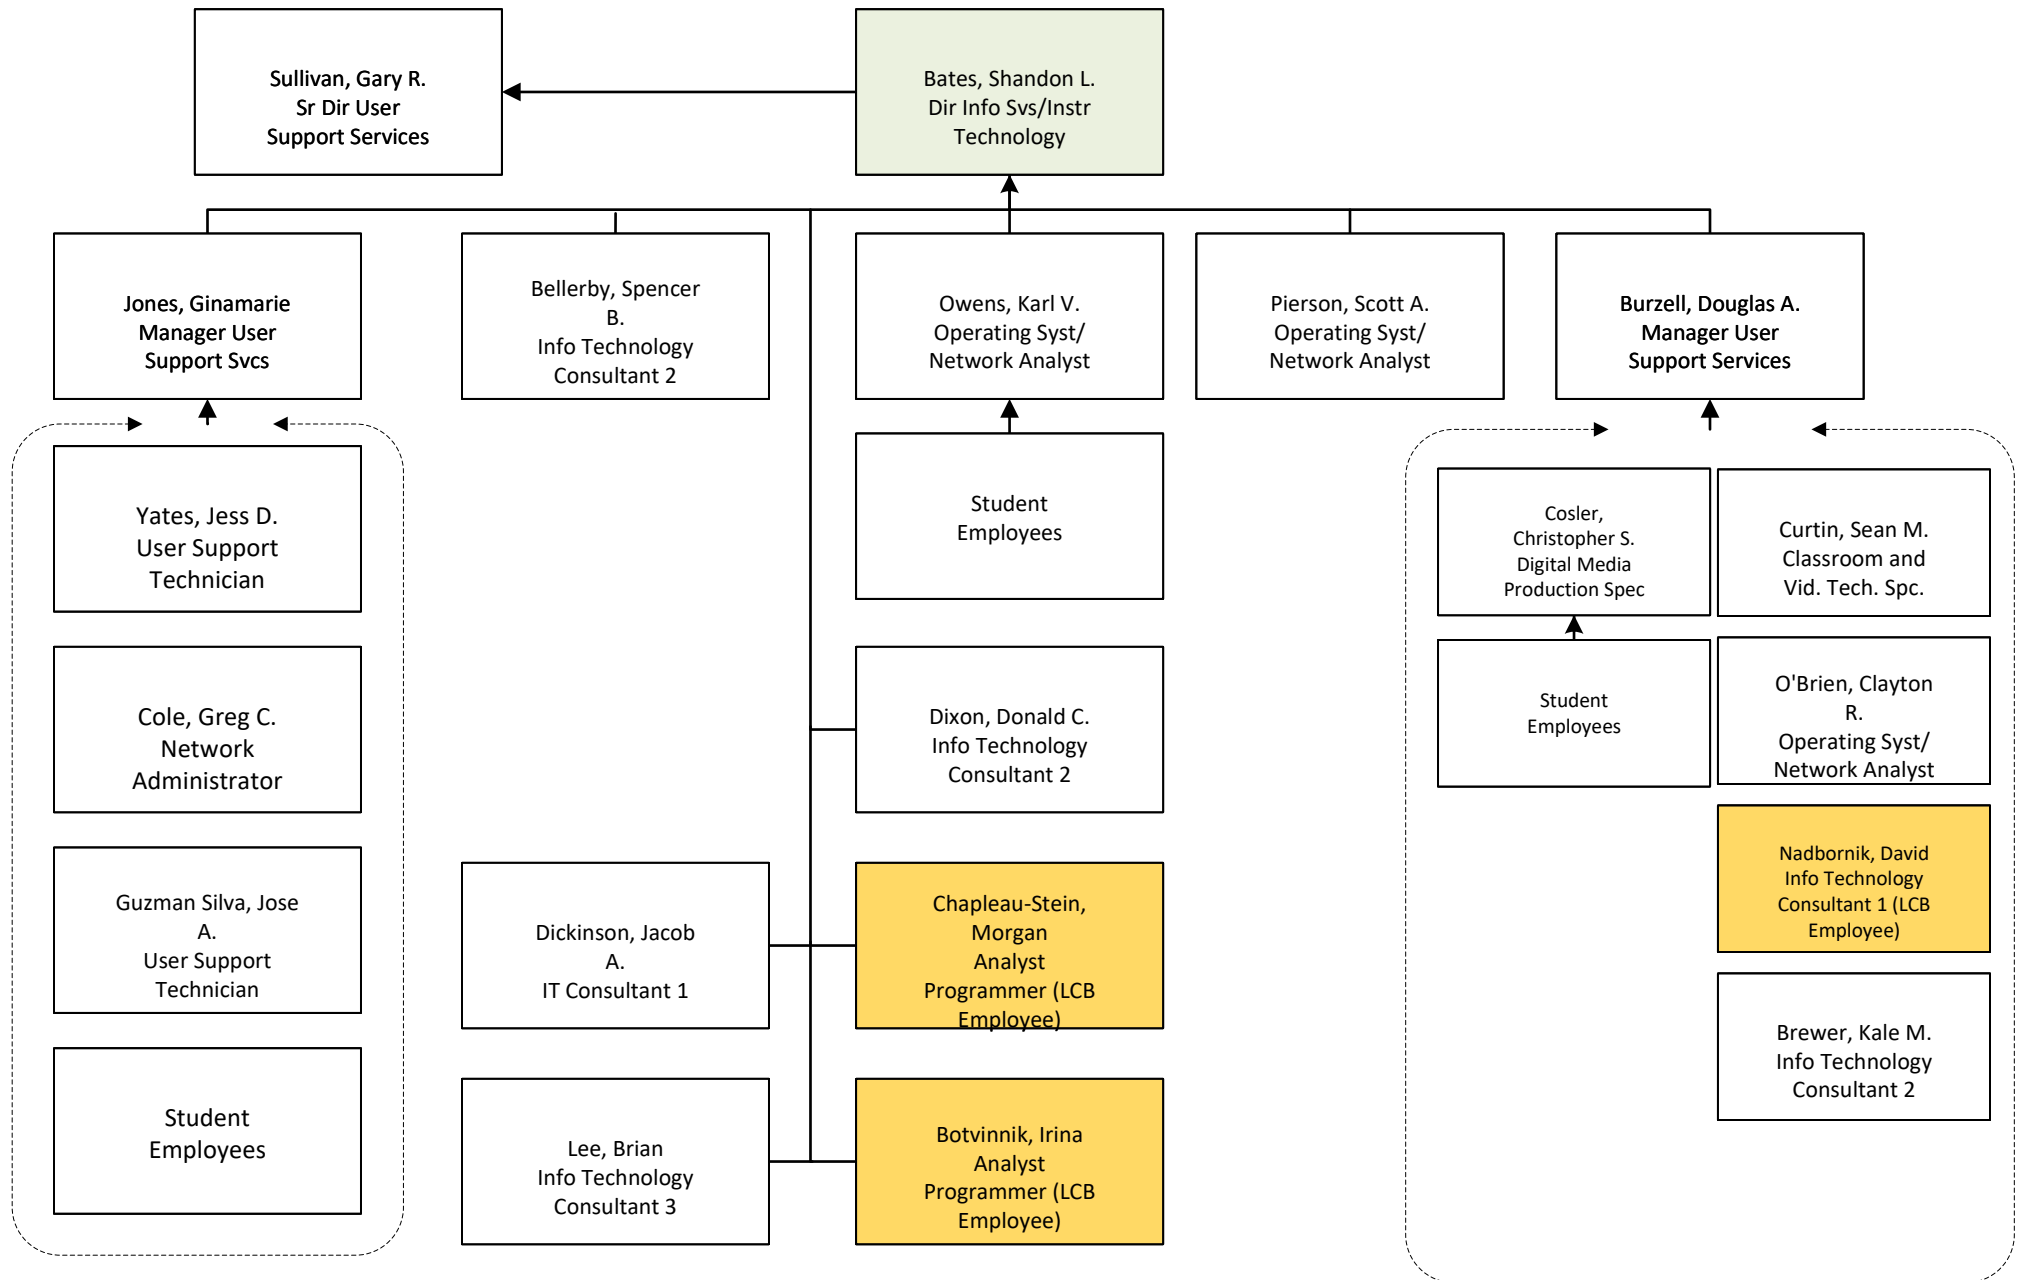 Sullivan, Gary R.
Sr Dir User
Support Services
Bates, Shandon L.
Dir Info Svs/Instr
Technology
Jones, Ginamarie
Manager User
Support Svcs
Bellerby, Spencer
B.
Info Technology
Consultant 2
Owens, Karl V.
Operating Syst/
Network Analyst
Pierson, Scott A.
Operating Syst/
Network Analyst
Burzell, Douglas A.
Manager User
Support Services
Yates, Jess D.
User Support
Technician
Student
Employees
Cosler,
Christopher S.
Digital Media
Production Spec
Curtin, Sean M.
Classroom and
Vid. Tech. Spc.
Cole, Greg C.
Network
Administrator
Dixon, Donald C.
Info Technology
Consultant 2
Student
Employees
O'Brien, Clayton
R.
Operating Syst/
Network Analyst
Guzman Silva, Jose
A.
User Support
Technician
Dickinson, Jacob
A.
IT Consultant 1
Chapleau-Stein,
Morgan
Analyst
Programmer (LCB
Employee)
Nadbornik, David
Info Technology
Consultant 1 (LCB
Employee)
Student
Employees
Lee, Brian
Info Technology
Consultant 3
Botvinnik, Irina
Analyst
Programmer (LCB
Employee)
Brewer, Kale M.
Info Technology
Consultant 2